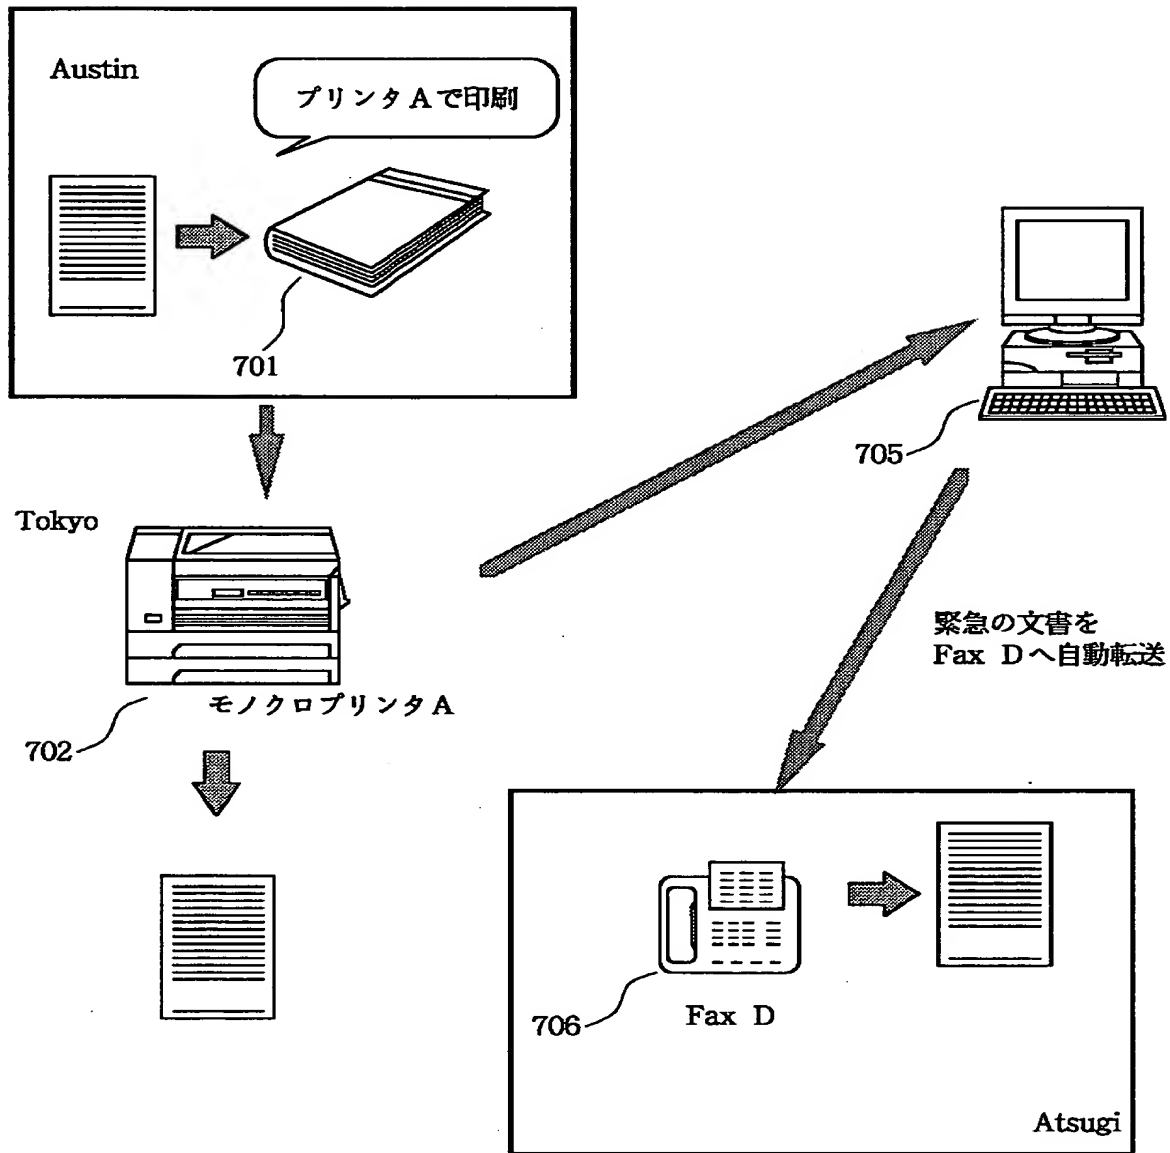 Austin
プリンタAで印刷
701
705
Tokyo
モノクロプリンタA
702
緊急の文書を
Fax Dへ自動転送
706
Fax D
Atsugi